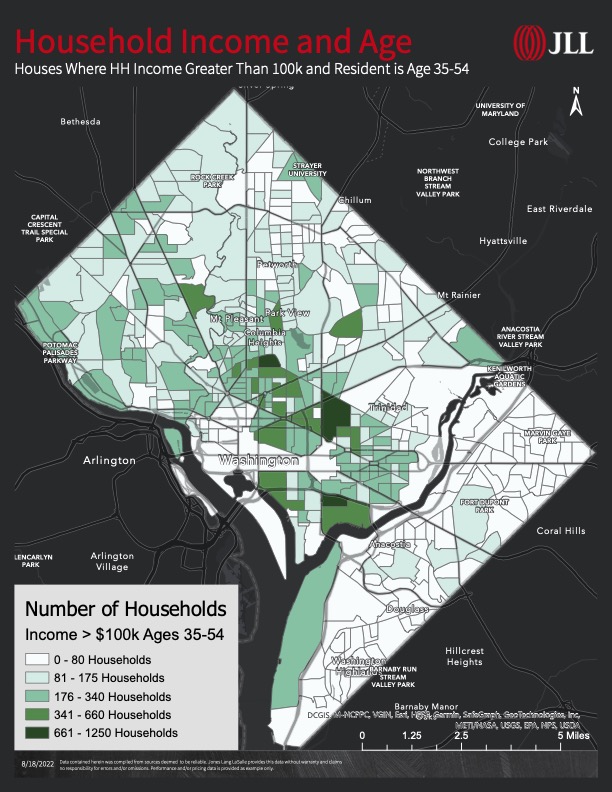 Household Income and Age
JLL
Houses Where HH Income Greater Than 100k and Resident is Age 35-54
Silver Spring
N
UNIVERSITY OF
MARYLAND
Bethesda
College Park
STRAYER
UNIVERSITY
ROCK CREEK
PARK
NORTHWEST
BRANCH
STREAM
VALLEY PARK
Chillum
East Riverdale
CAPITAL
CRESCENT
TRAIL SPECIAL
PARK
Hyattsville
Petworth
Mt Rainier
Mt Pleasant
Park View
Columbia
Heights
ANACOSTIA
RIVER STREAM
VALLEY PARK
POTOMAC
PALISADES
PARKWAY
KENILWORTH
AQUATIC
GARDENS
Trinidad
MARVIN GAYE
PARK
Arlington
Washington
FORT DUPONT
PARK
Coral Hills
Anacostia
LENCARLYN
PARK
Arlington
Village
Douglass
Hillcrest
Heights
Washington
Highlands
BARNABY RUN
STREAM
VALLEY PARK
Barnaby Manor
Oaks
DCGIS, M-NCPPC, VGIN, Esri, HERE, Garmin, SafeGraph, GeoTechnologies, Inc,
METI/NASA, USGS, EPA, NPS, USDA
Number of Households
Income > $100k Ages 35-54
0 - 80 Households
81 - 175 Households
176 - 340 Households
341 - 660 Households
661 - 1250 Households
0 1.25 2.5 5 Miles
8/18/2022
Data contained herein was compiled from sources deemed to be reliable. Jones Lang LaSalle provides this data without warranty and claims
no responsibility for errors and/or omissions. Performance and/or pricing data is provided as example only.